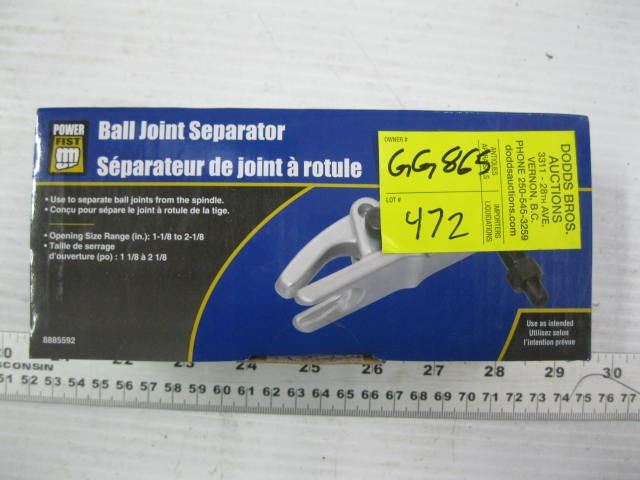 POWER
FIST
Ball Joint Separator
Séparateur de joint à rotule
• Use to separate ball joints from the spindle.
• Conçu pour sépare le joint à rotule de la tige.
• Opening Size Range (in.): 1-1/8 to 2-1/8
• Taille de serrage
d'ouverture (po) : 1 1/8 à 2 1/8
8885592
OWNER #
GG865
LOT #
472
ANTIQUES
IMPORTERS
LIQUIDATIONS
DODDS BROS.
AUCTIONS
3311 - 28TH AVE.
VERNON, B.C.
PHONE 250-545-3259
doddsauctions.com
Use as intended
Utilisez selon
l'intention prévue
20 21 22 23 24 25 26 27 28 29 30
CONSIN
51 52 53 54 55 56 57 58 59 60 61 62 63 64 65 66 67 68 69 70 71 72 73 74 75 76 77